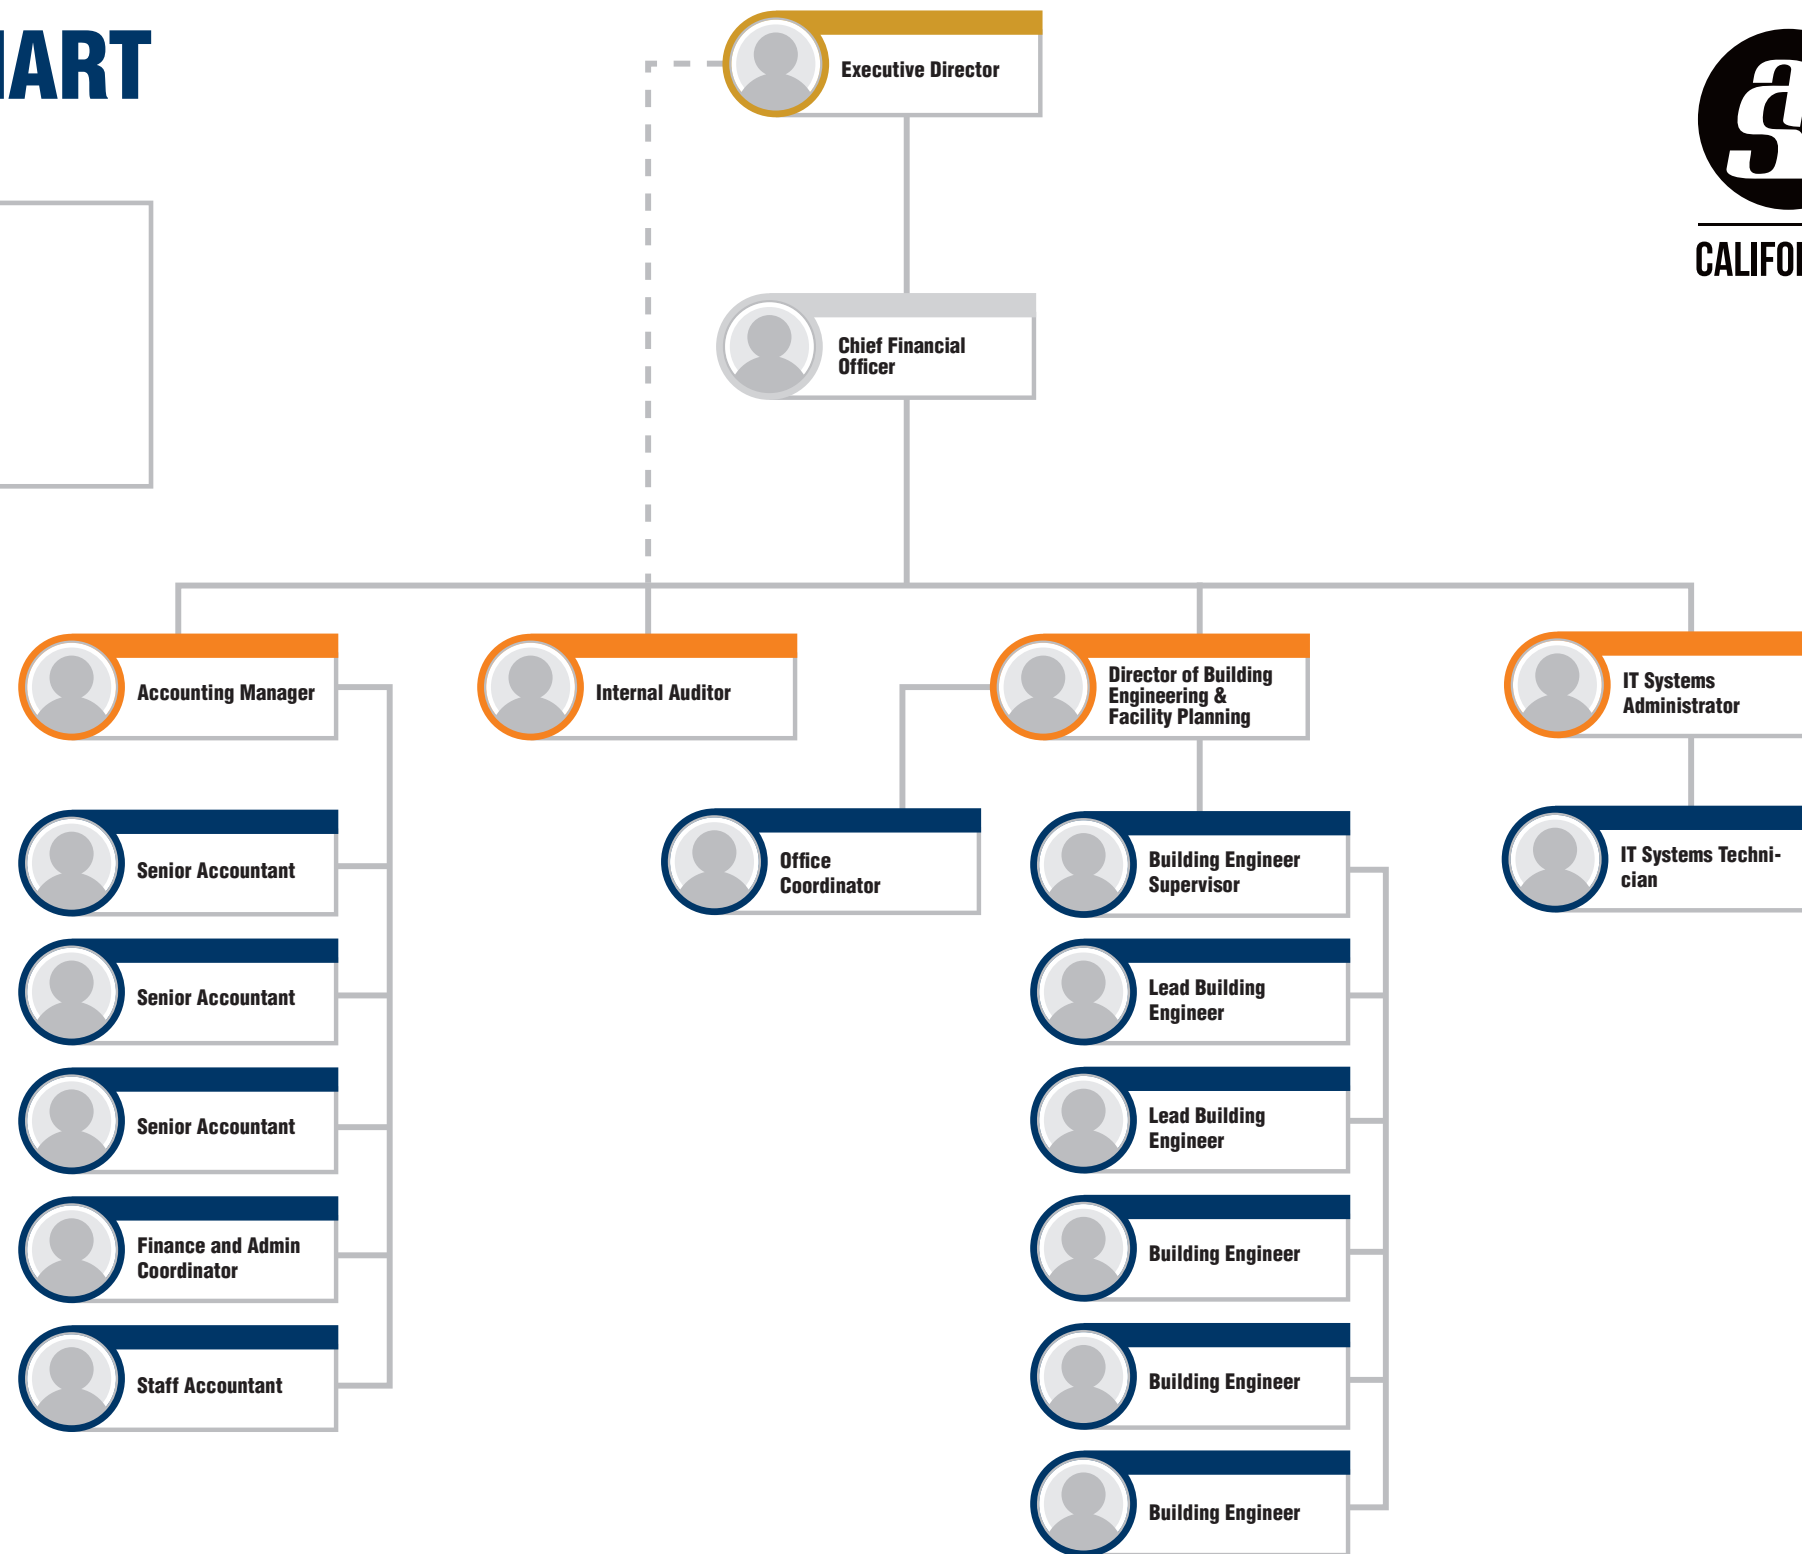 HART
Executive Director
CALIFO
Chief Financial
Officer
Accounting Manager
Internal Auditor
Director of Building
Engineering &
Facility Planning
IT Systems
Administrator
Senior Accountant
Office
Coordinator
Building Engineer
Supervisor
IT Systems Techni-
cian
Senior Accountant
Lead Building
Engineer
Senior Accountant
Lead Building
Engineer
Finance and Admin
Coordinator
Building Engineer
Staff Accountant
Building Engineer
Building Engineer